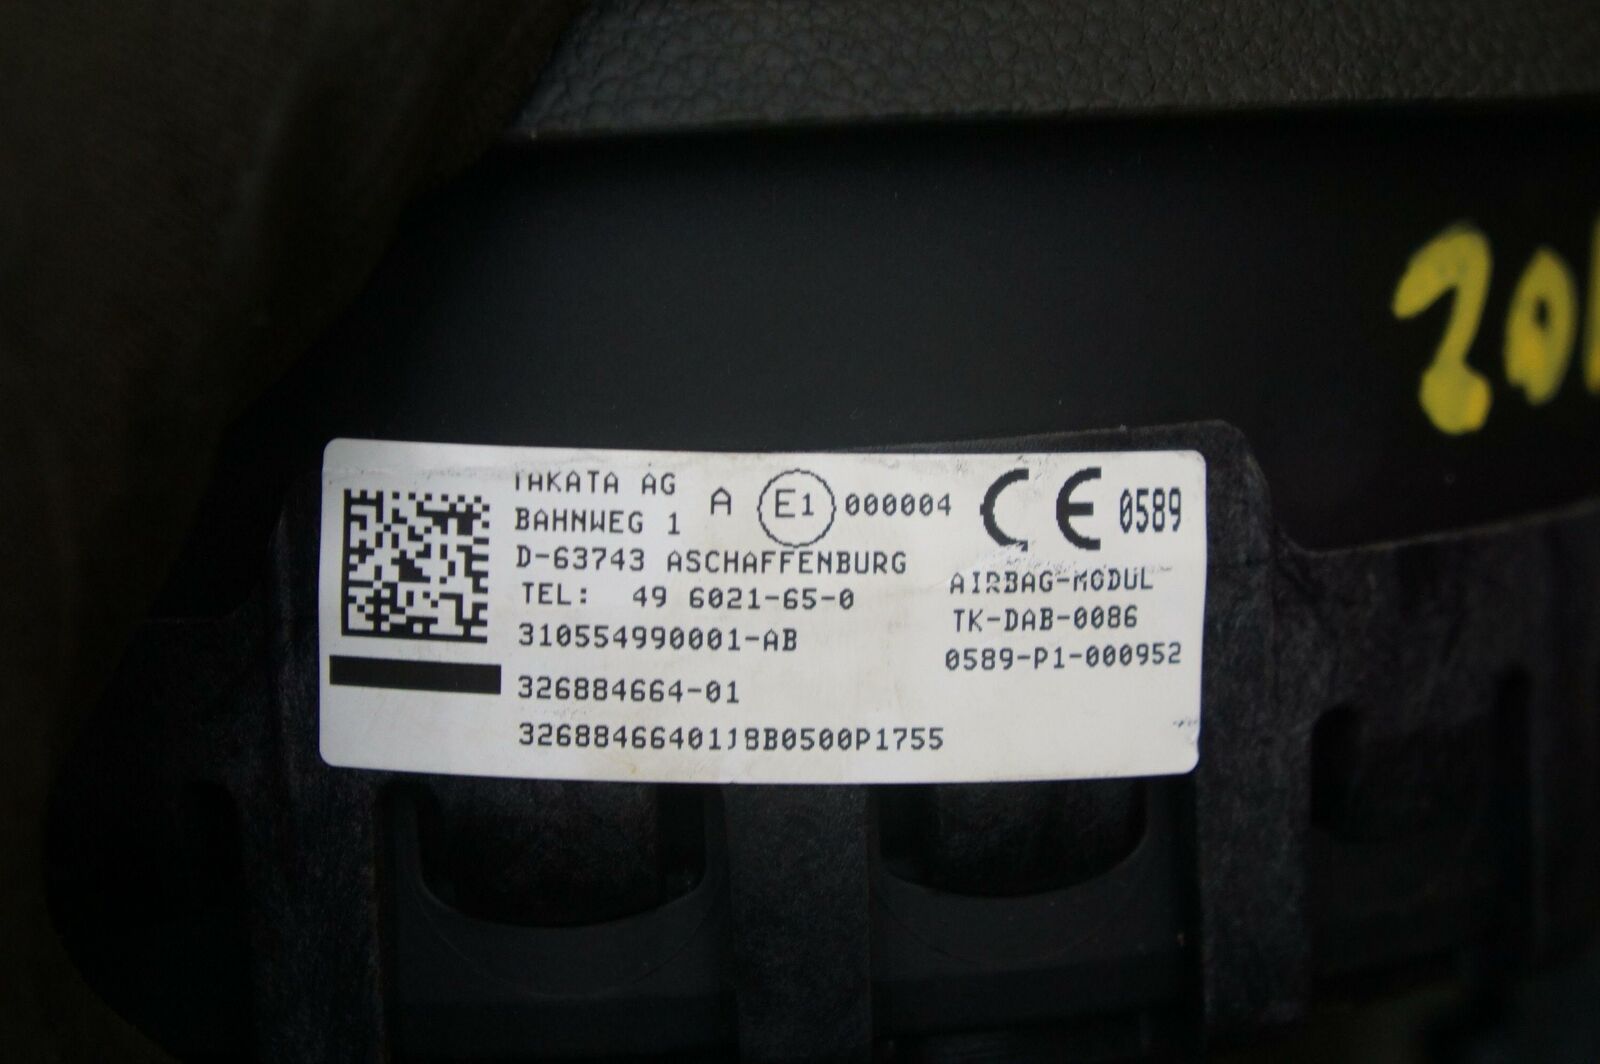 TAKATA AG
BAHNWEG 1
A E1 000004 CE 0589
D-63743 ASCHAFFENBURG
TEL: 49 6021-65-0
310554990001-AB
AIRBAG-MODUL
TK-DAB-0086
0589-P1-000952
326884664-01
32688466401J8B0500P1755